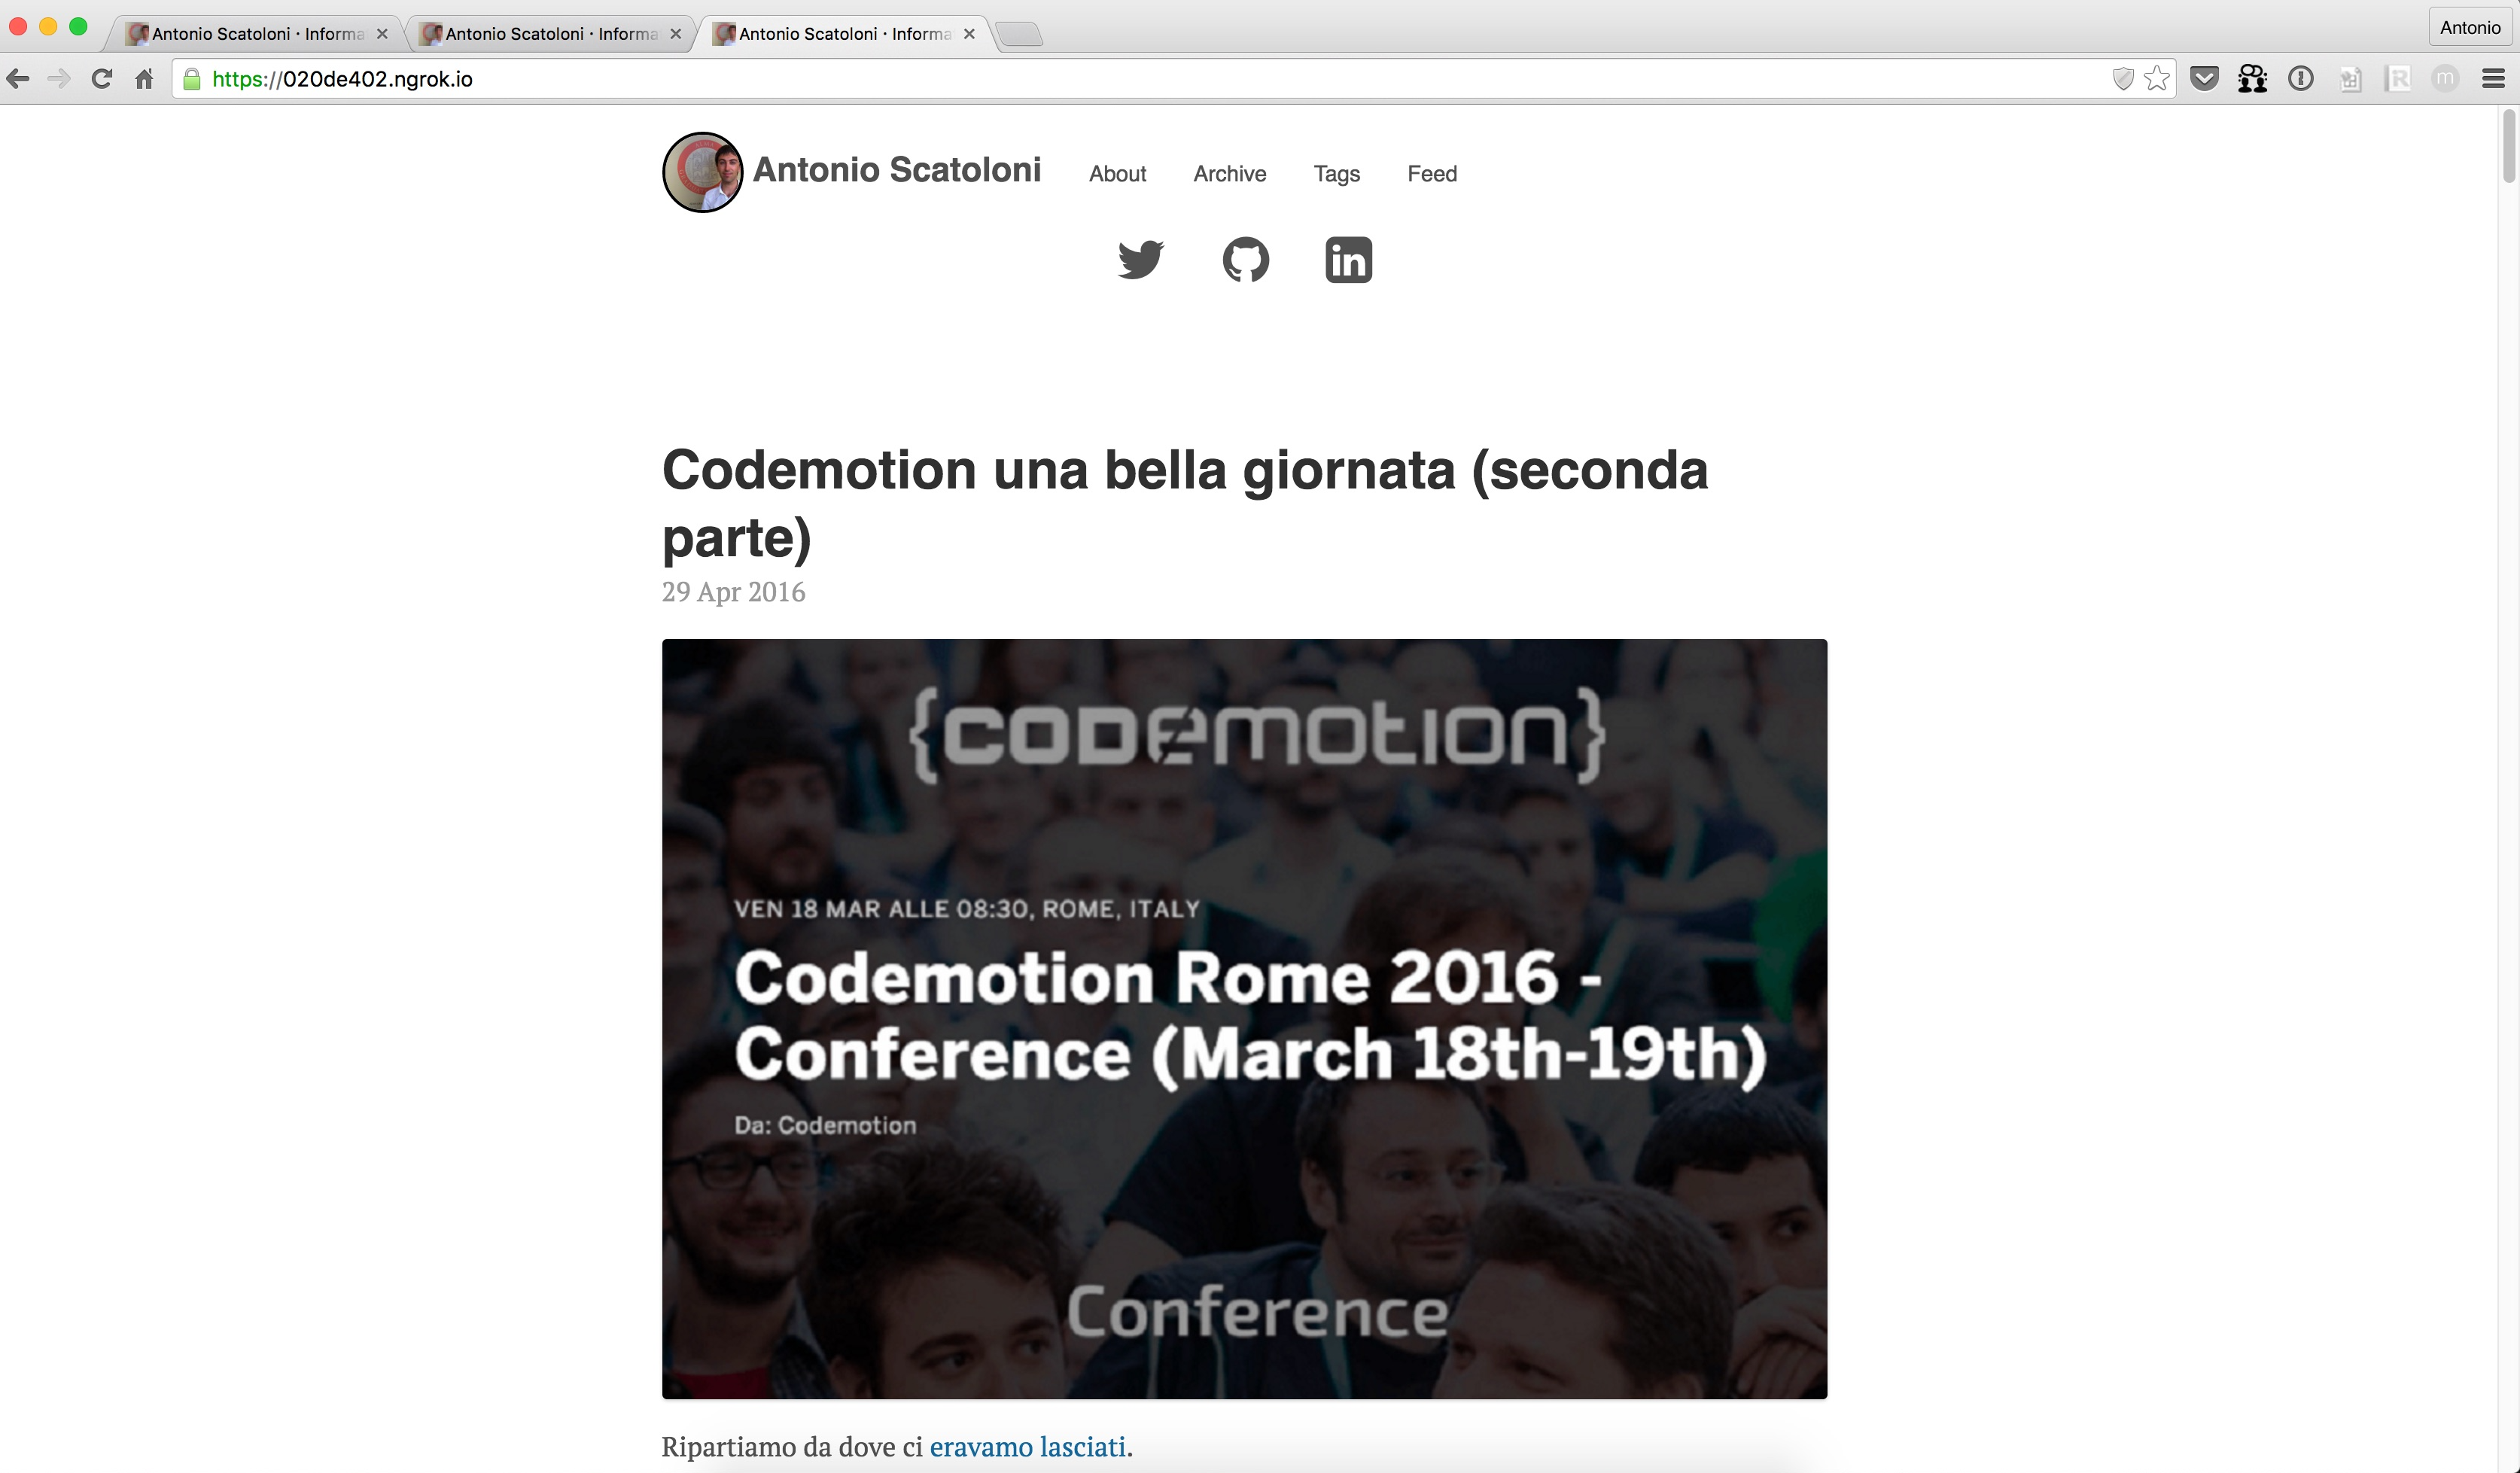 Antonio Scatoloni · Informa
Antonio Scatoloni · Informa
Antonio Scatoloni · Informa
Antonio
https://020de402.ngrok.io
Antonio Scatoloni
About
Archive
Tags
Feed
Codemotion una bella giornata (seconda
parte)
29 Apr 2016
{codemotion}
VEN 18 MAR ALLE 08:30, ROME, ITALY
Codemotion Rome 2016 -
Conference (March 18th-19th)
Da: Codemotion
Conference
Ripartiamo da dove ci eravamo lasciati.